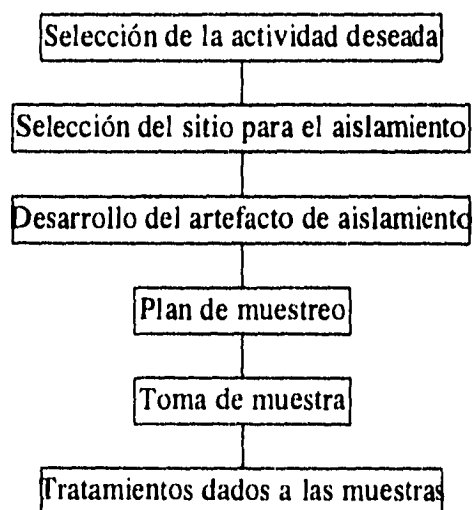 Selección de la actividad deseada
Selección del sitio para el aislamiento
Desarrollo del artefacto de aislamiento
Plan de muestreo
Toma de muestra
Tratamientos dados a las muestras